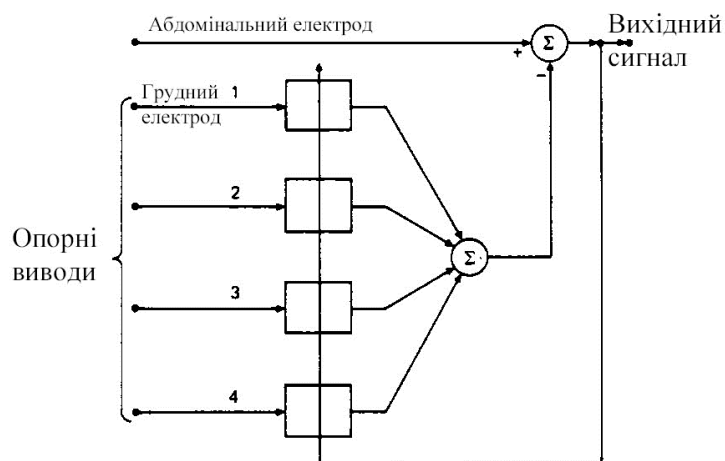 Абдомінальний електрод
Вихідний
сигнал
Σ
+
−
Грудний 1
електрод
2
Опорні
виводи
Σ
3
4